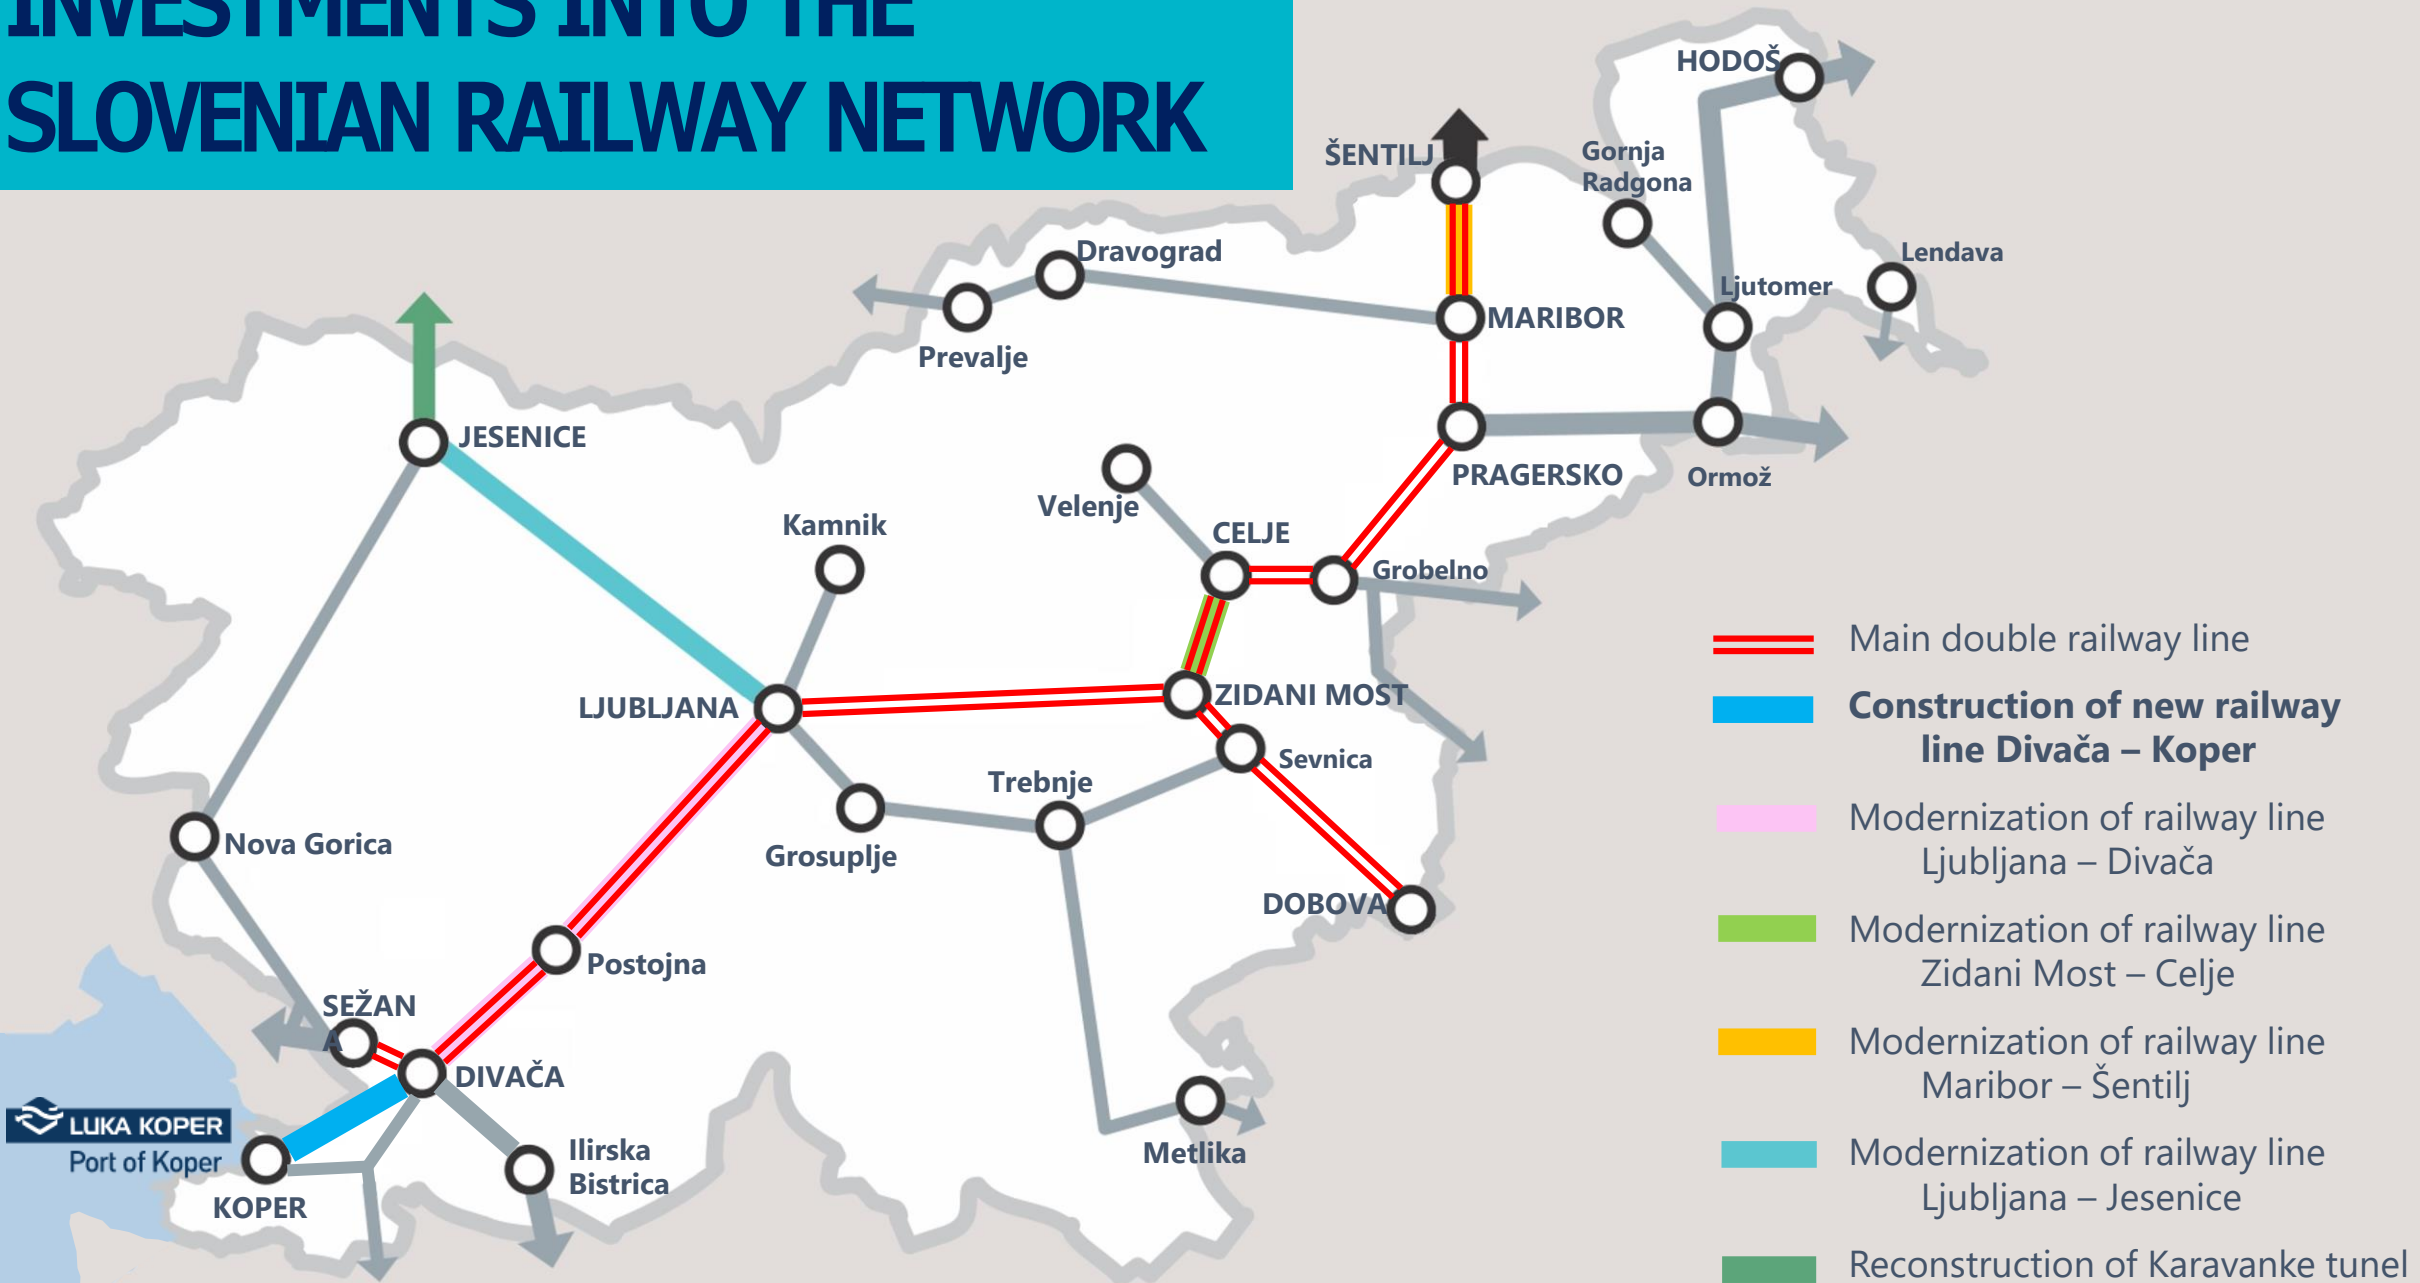 INVESTMENTS INTO THE
SLOVENIAN RAILWAY NETWORK
HODOŠ
ŠENTILJ
Gornja
Radgona
Dravograd
Lendava
Ljutomer
MARIBOR
Prevalje
JESENICE
PRAGERSKO
Ormož
Velenje
Kamnik
CELJE
Grobelno
LJUBLJANA
ZIDANI MOST
Sevnica
Trebnje
Nova Gorica
Grosuplje
DOBOVA
Postojna
SEŽAN
A
DIVAČA
LUKA KOPER
Port of Koper
KOPER
Ilirska
Bistrica
Metlika
Main double railway line
Construction of new railway
line Divača – Koper
Modernization of railway line
Ljubljana – Divača
Modernization of railway line
Zidani Most – Celje
Modernization of railway line
Maribor – Šentilj
Modernization of railway line
Ljubljana – Jesenice
Reconstruction of Karavanke tunel